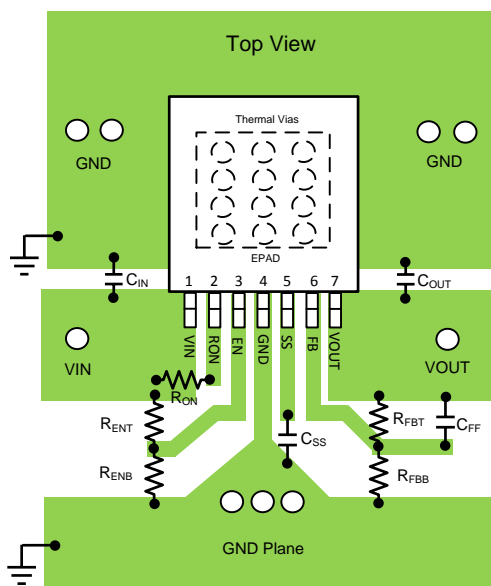 Top View
Thermal Vias
GND
GND
EPAD
1 2 3 4 5 6 7
CIN
COUT
VIN
RON
EN
GND
SS
FB
VOUT
VIN
VOUT
RON
RENT
RFBT
CFF
CSS
RENB
RFBB
GND Plane